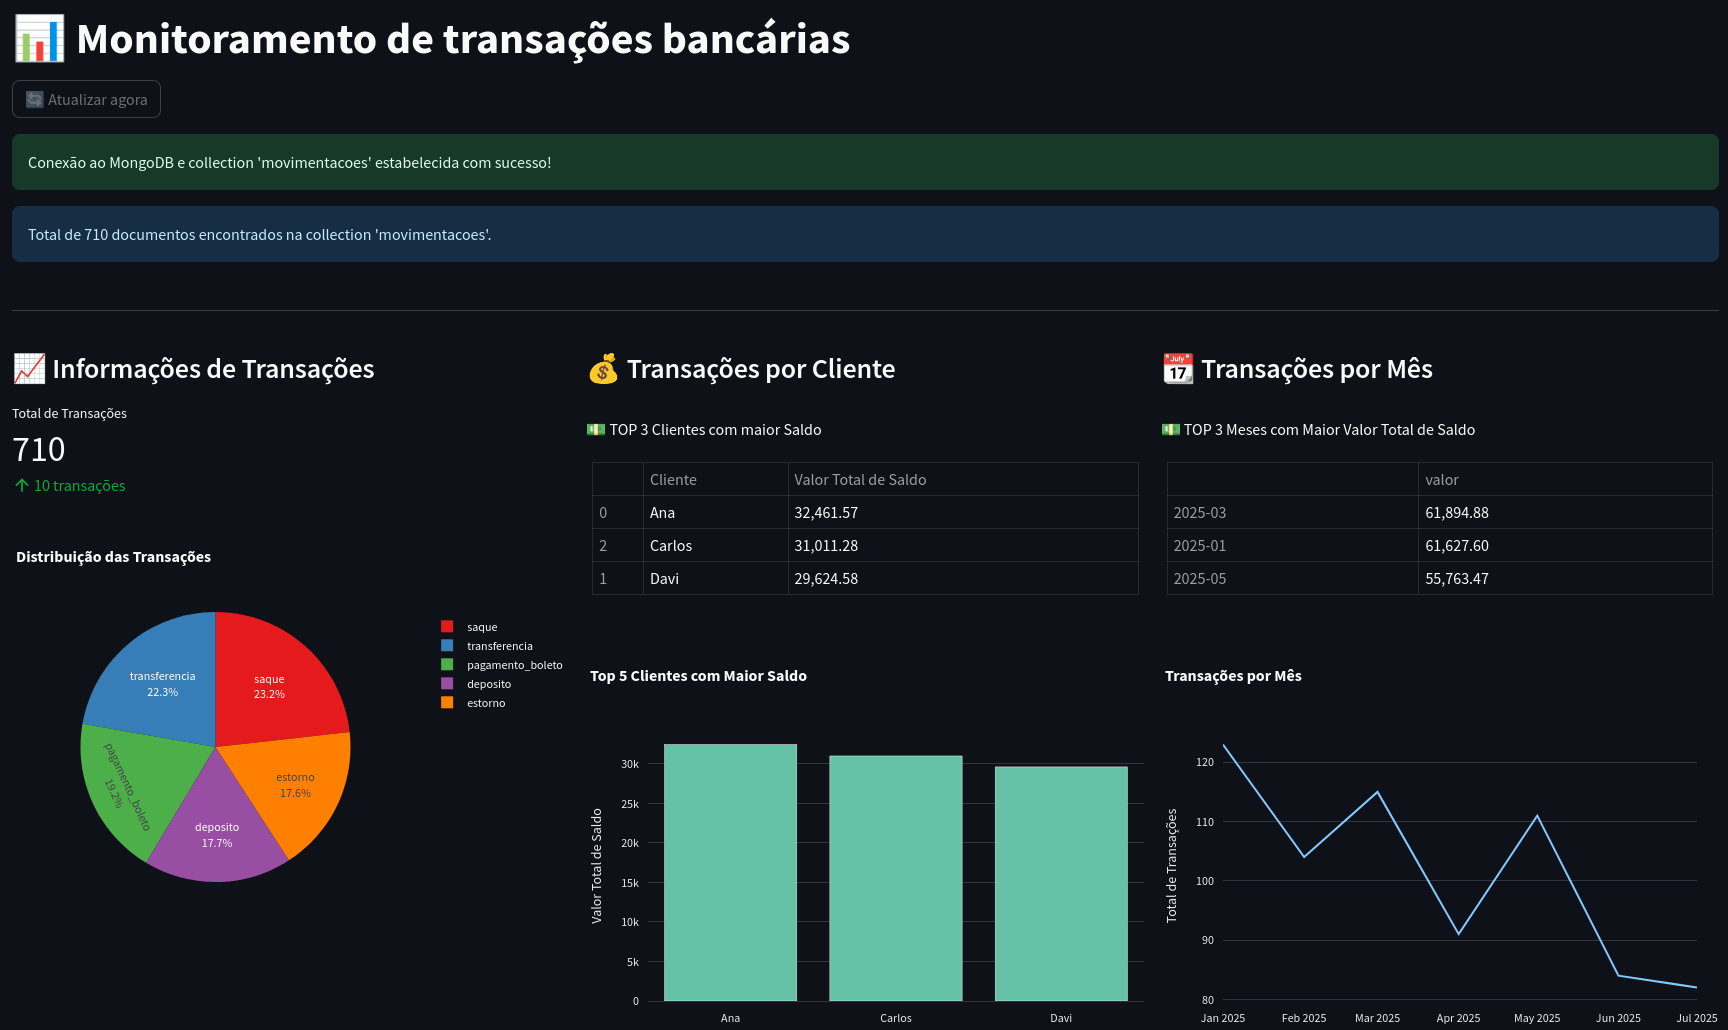 Monitoramento de transações bancárias
Atualizar agora
Conexão ao MongoDB e collection 'movimentacoes' estabelecida com sucesso!
Total de 710 documentos encontrados na collection 'movimentacoes'.
Informações de Transações
Total de Transações
710
↑ 10 transações
Distribuição das Transações
transferencia
22.3%
saque
23.2%
pagamento_boleto
19.2%
estorno
17.6%
deposito
17.7%
saque
transferencia
pagamento_boleto
deposito
estorno
Transações por Cliente
TOP 3 Clientes com maior Saldo
Cliente Valor Total de Saldo
0 Ana 32,461.57
2 Carlos 31,011.28
1 Davi 29,624.58
Top 5 Clientes com Maior Saldo
Valor Total de Saldo
30k
25k
20k
15k
10k
5k
0
Ana Carlos Davi
July
17
Transações por Mês
TOP 3 Meses com Maior Valor Total de Saldo
valor
2025-03 61,894.88
2025-01 61,627.60
2025-05 55,763.47
Transações por Mês
Total de Transações
120
110
100
90
80
Jan 2025 Feb 2025 Mar 2025 Apr 2025 May 2025 Jun 2025 Jul 2025